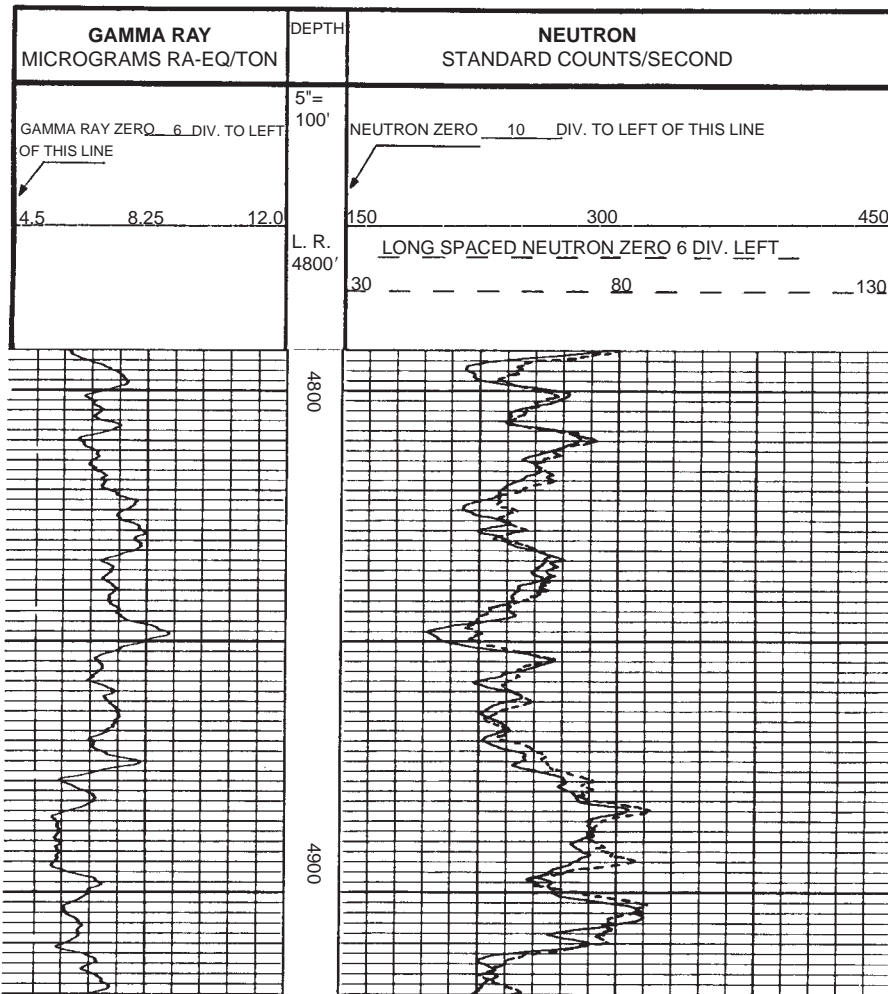 GAMMA RAY
MICROGRAMS RA-EQ/TON
DEPTH
NEUTRON
STANDARD COUNTS/SECOND
5"=
100'
GAMMA RAY ZERO 6 DIV. TO LEFT
OF THIS LINE
NEUTRON ZERO 10 DIV. TO LEFT OF THIS LINE
4.5 8.25 12.0
150 300 450
L. R.
4800'
LONG SPACED NEUTRON ZERO 6 DIV. LEFT
30 80 130
4800
4900